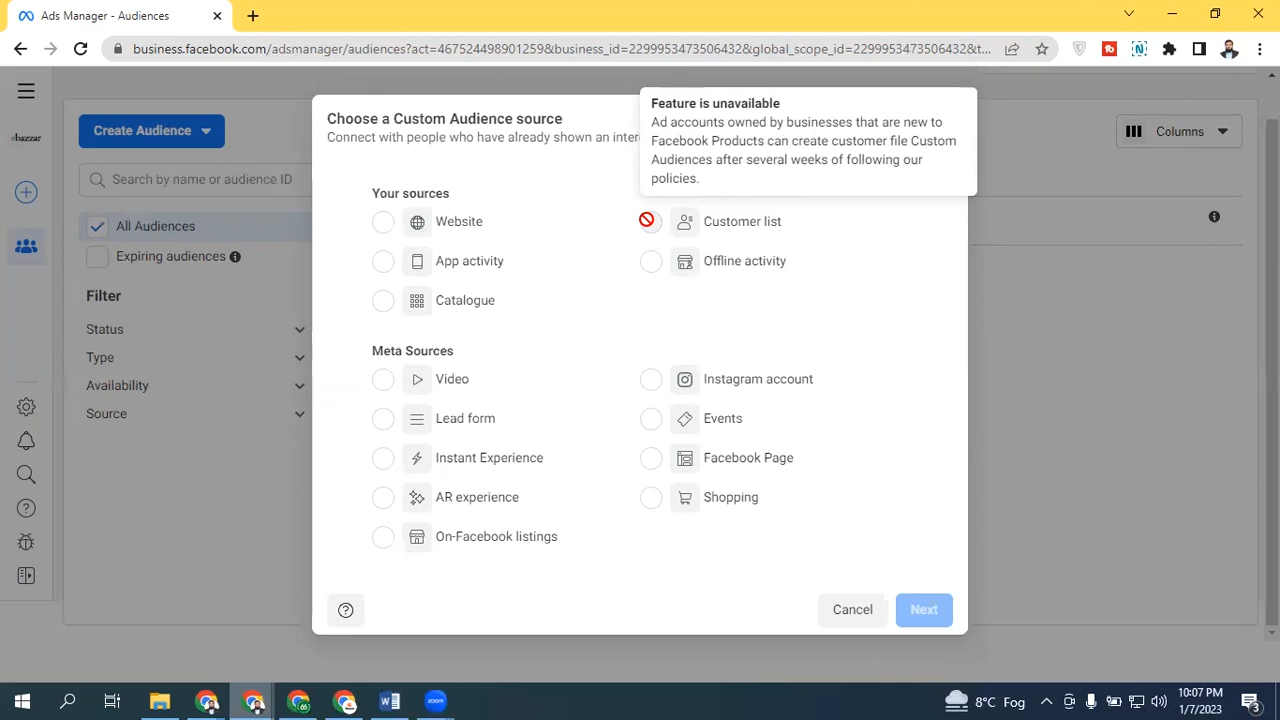 Ads Manager - Audiences
business.facebook.com/adsmanager/audiences?act=467524498901259&business_id=2299953473506432&global_scope_id=2299953473506432&t...
ebazzar
Create Audience
Columns
Search by name or audience ID
All Audiences
Expiring audiences
Filter
Status
Type
Availability
Source
Choose a Custom Audience source
Connect with people who have already shown an inter
Feature is unavailable
Ad accounts owned by businesses that are new to
Facebook Products can create customer file Custom
Audiences after several weeks of following our
policies.
Your sources
Website
Customer list
App activity
Offline activity
Catalogue
Meta Sources
Video
Instagram account
Lead form
Events
Instant Experience
Facebook Page
AR experience
Shopping
On-Facebook listings
Cancel
Next
zoom
8°C Fog
10:07 PM
1/7/2023
3